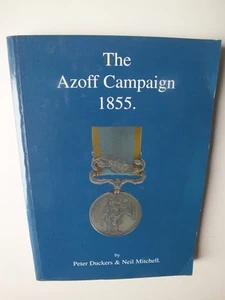 The
Azoff Campaign
1855.
by
Peter Duckers & Neil Mitchell.